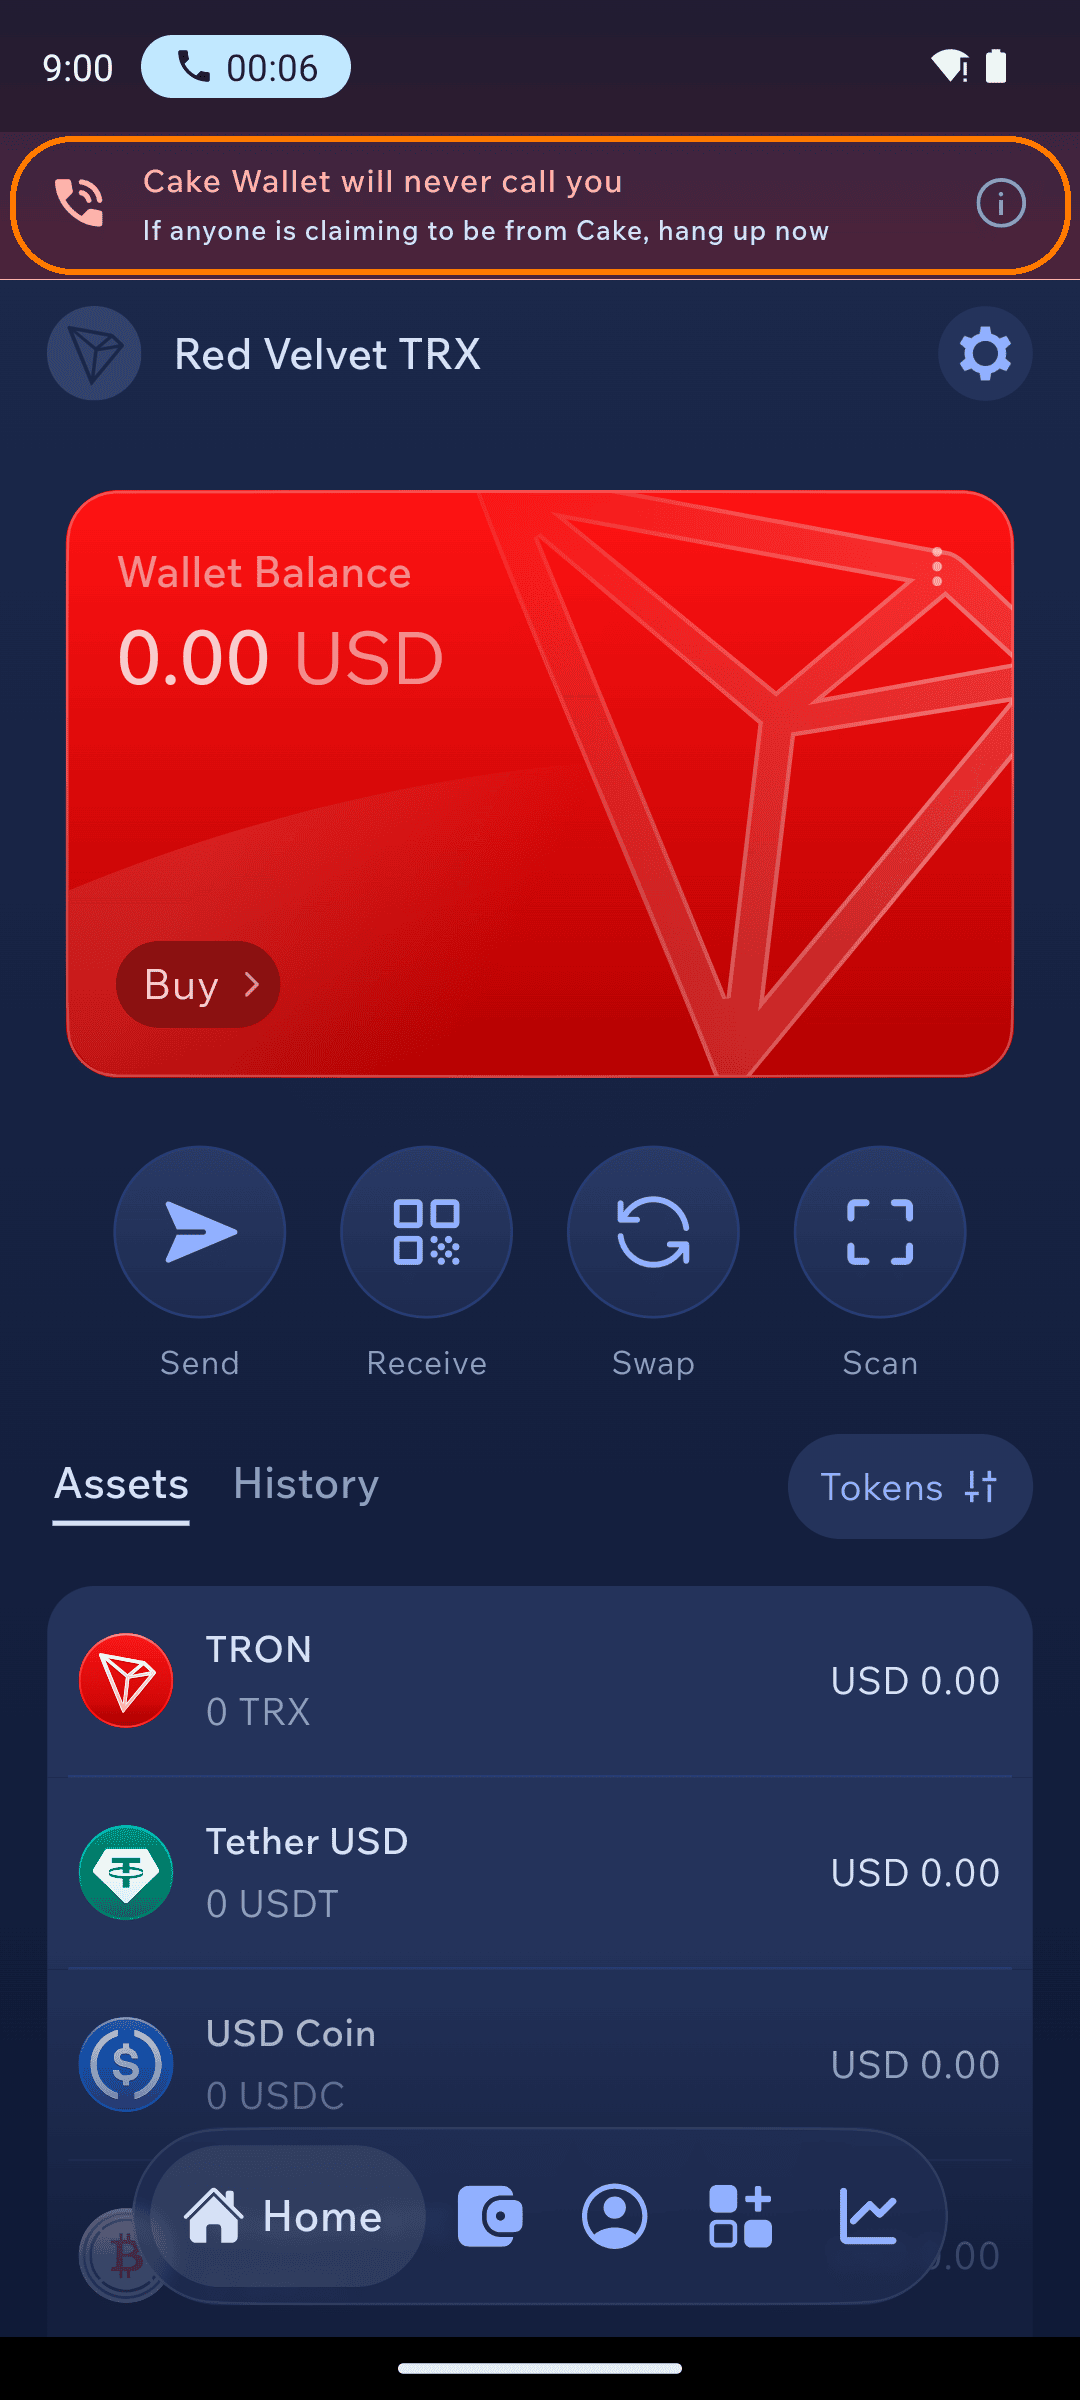 9:00
00:06
Cake Wallet will never call you
If anyone is claiming to be from Cake, hang up now
Red Velvet TRX
Wallet Balance
0.00 USD
Buy
Send
Receive
Swap
Scan
Assets
History
Tokens
TRON
0 TRX
USD 0.00
Tether USD
0 USDT
USD 0.00
USD Coin
0 USDC
USD 0.00
Home
.00